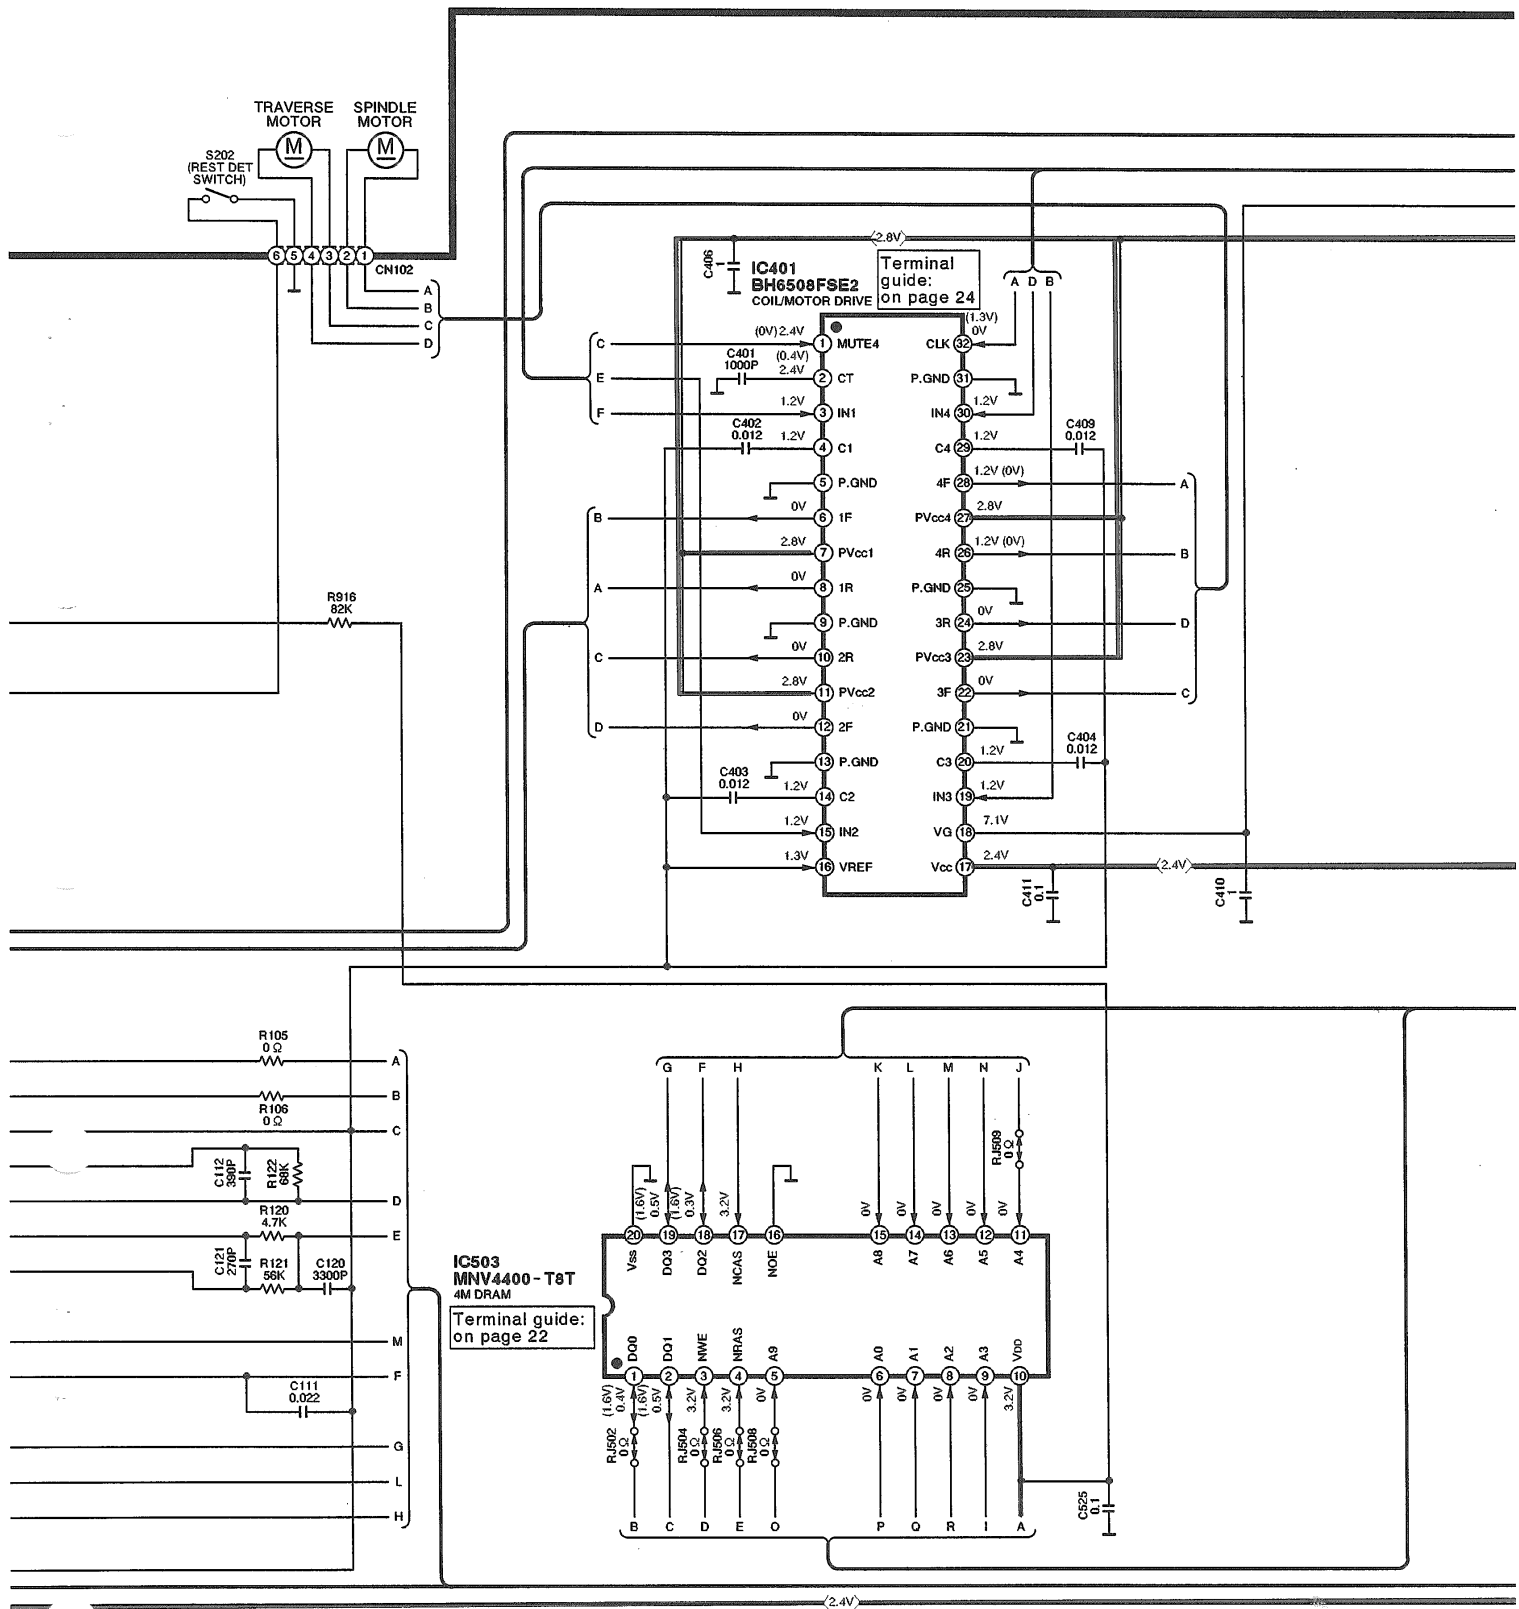 TRAVERSE
MOTOR
SPINDLE
MOTOR
M
M
S202
(REST DET
SWITCH)
6 5 4 3 2 1
CN102
A
B
C
D
(2.8V)
C406
1
IC401
BH6508FSE2
COIL/MOTOR DRIVE
Terminal
guide:
on page 24
A D B
C
E
F
(0V) 2.4V
1 MUTE4
C401
1000P
(0.4V)
2.4V
2 CT
1.2V
3 IN1
C402
0.012
1.2V
4 C1
5 P.GND
B
0V
6 1F
2.8V
7 PVcc1
A
0V
8 1R
9 P.GND
C
0V
10 2R
2.8V
11 PVcc2
D
0V
12 2F
13 P.GND
C403
0.012
1.2V
14 C2
1.2V
15 IN2
1.3V
16 VREF
(1.3V)
0V
CLK 32
P.GND 31
1.2V
IN4 30
C409
0.012
1.2V
C4 29
1.2V (0V)
4F 28
A
2.8V
PVcc4 27
1.2V (0V)
4R 26
B
P.GND 25
0V
3R 24
D
2.8V
PVcc3 23
0V
3F 22
C
P.GND 21
C404
0.012
1.2V
C3 20
1.2V
IN3 19
7.1V
VG 18
2.4V
Vcc 17
(2.4V)
C411
0.1
C410
1
R916
82K
R105
0 Ω
A
B
R106
0 Ω
C
C112
390P
R122
68K
D
R120
4.7K
E
C121
270P
R121
56K
C120
3300P
M
F
C111
0.022
G
L
H
IC503
MNV4400-T8T
4M DRAM
Terminal guide:
on page 22
G F H K L M N J
RJ509
0 Ω
(1.6V)
0.5V
(1.6V)
0.3V
3.2V
0V
0V
0V
0V
0V
20 19 18 17 16 15 14 13 12 11
Vss DQ3 DQ2 NCAS NOE A8 A7 A6 A5 A4
DQ0 DQ1 NWE NRAS A9 A0 A1 A2 A3 VDD
1 2 3 4 5 6 7 8 9 10
(1.6V)
0.4V
(1.6V)
0.5V
3.2V
3.2V
0V
0V
0V
0V
0V
3.2V
RJ502
0 Ω
RJ504
0 Ω
RJ506
0 Ω
RJ508
0 Ω
B C D E O P Q R I A
C525
0.1
(2.4V)